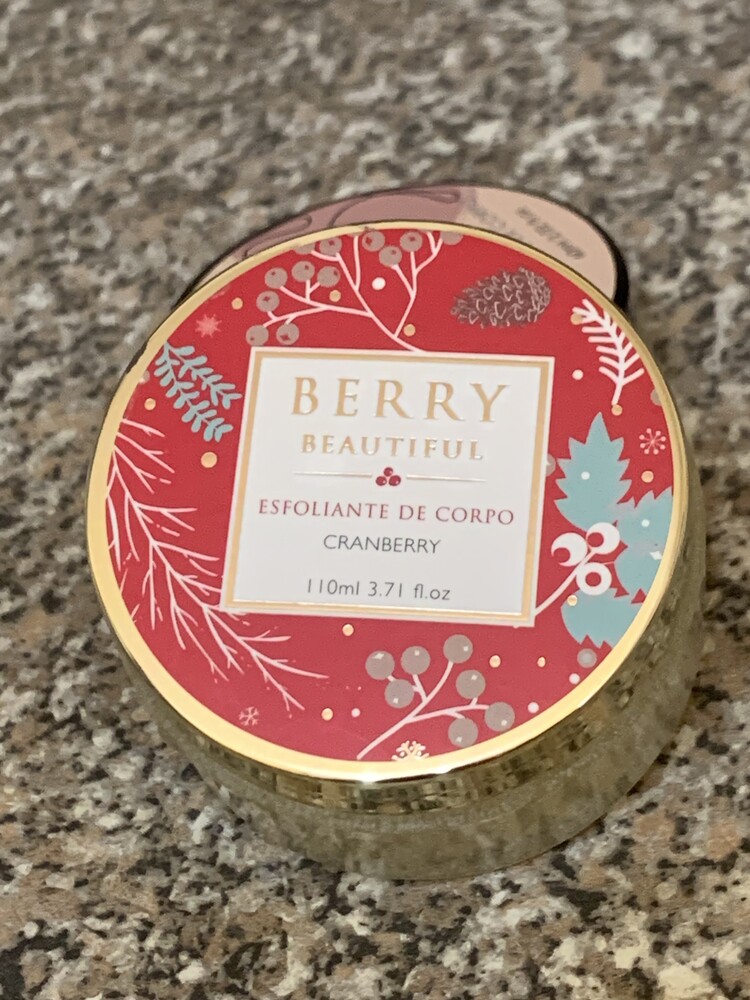 BERRY
BEAUTIFUL
ESFOLIANTE DE CORPO
CRANBERRY
110ml 3.71 fl.oz